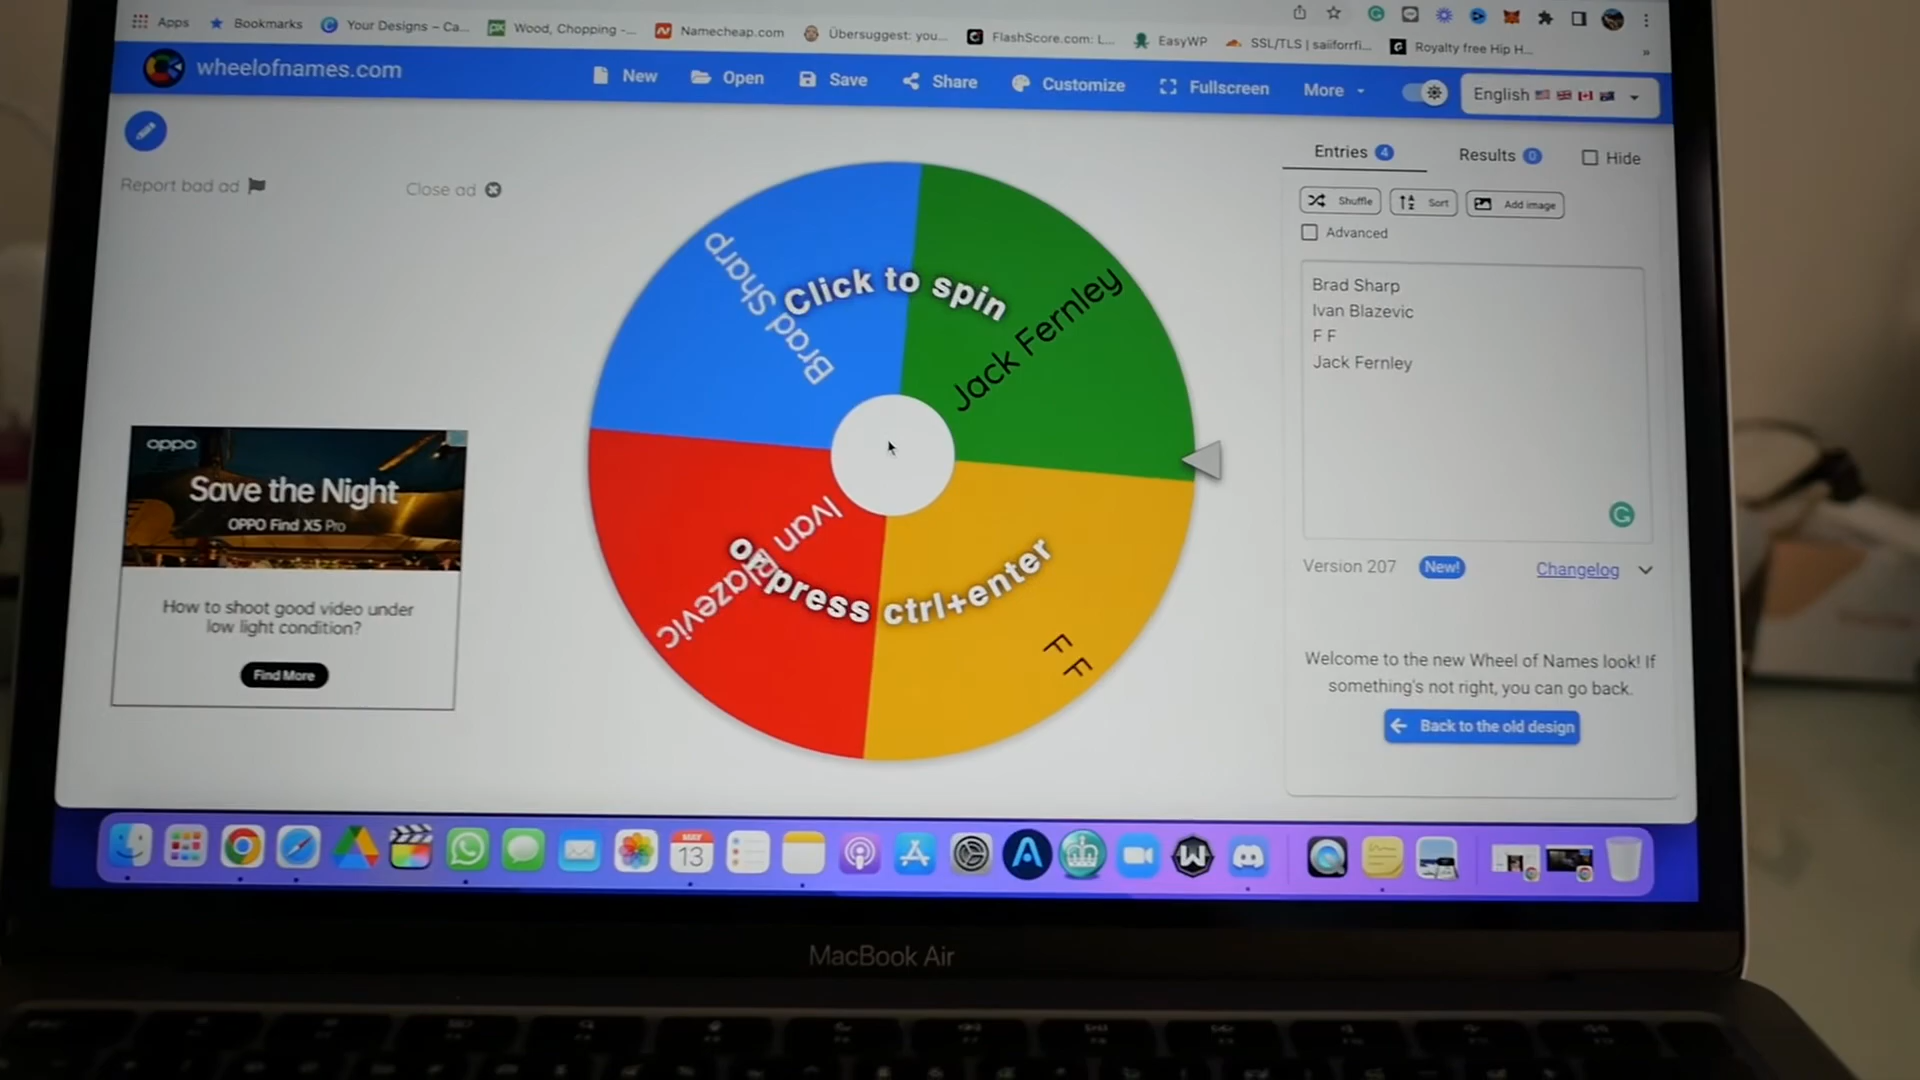 Apps
Bookmarks
Your Designs – Ca...
Wood, Chopping -...
Namecheap.com
Übersuggest: you...
FlashScore.com: L...
EasyWP
SSL/TLS | saiiforrfi...
Royalty free Hip H...
»
wheelofnames.com
New
Open
Save
Share
Customize
Fullscreen
More
English
Report bad ad
Close ad
Entries 4
Results 0
Hide
Shuffle
Sort
Add image
Advanced
Brad Sharp
Ivan Blazevic
F F
Jack Fernley
Click to spin
or press ctrl+enter
Brad Sharp
Jack Fernley
Ivan Blazevic
F F
oppo
Save the Night
OPPO Find X5 Pro
How to shoot good video under
low light condition?
Find More
Version 207
New!
Changelog
Welcome to the new Wheel of Names look! If
something's not right, you can go back.
Back to the old design
MAY
13
MacBook Air